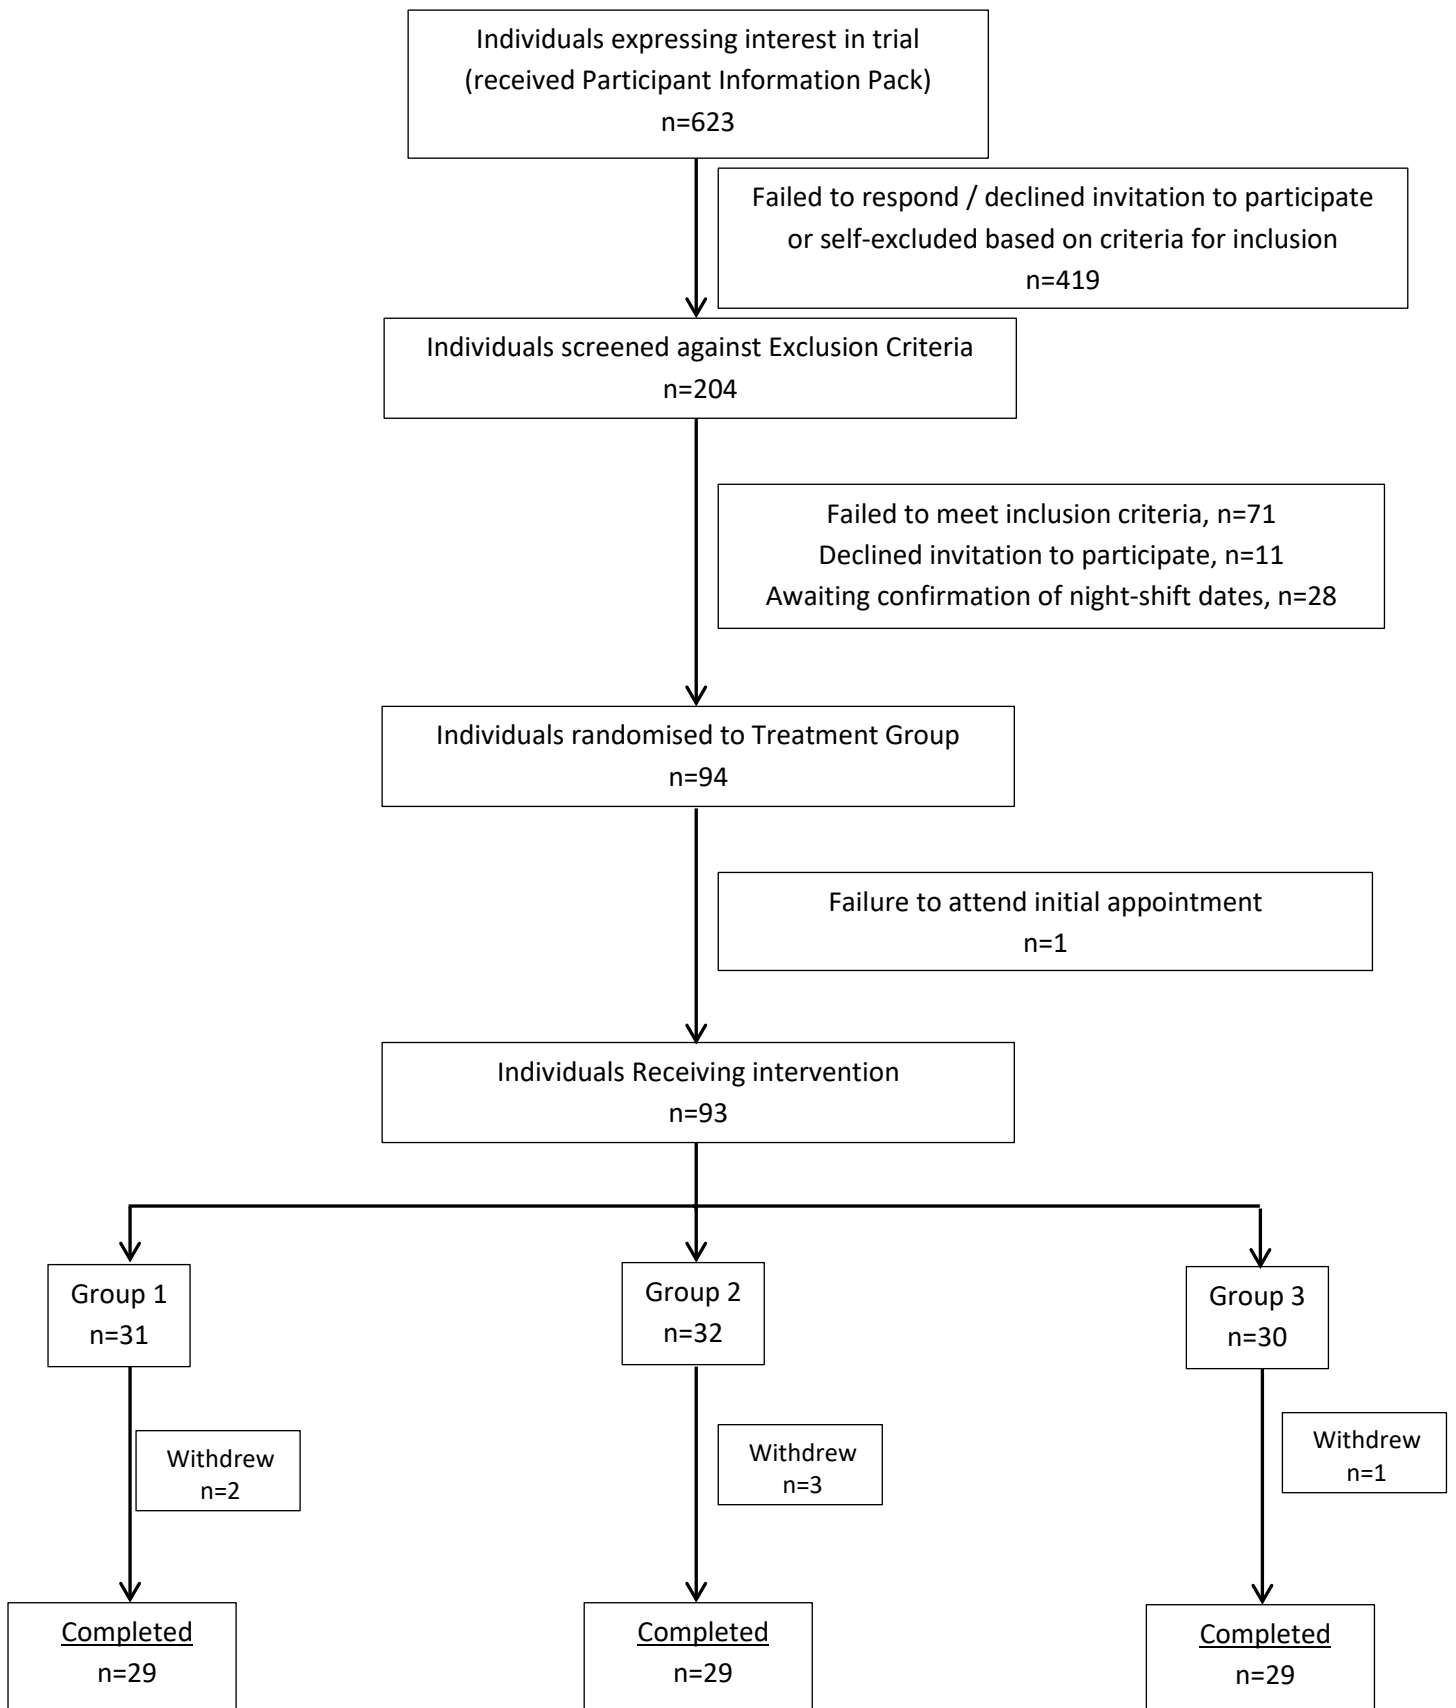 Individuals expressing interest in trial
(received Participant Information Pack)
n=623
Failed to respond / declined invitation to participate
or self-excluded based on criteria for inclusion
n=419
Individuals screened against Exclusion Criteria
n=204
Failed to meet inclusion criteria, n=71
Declined invitation to participate, n=11
Awaiting confirmation of night-shift dates, n=28
Individuals randomised to Treatment Group
n=94
Failure to attend initial appointment
n=1
Individuals Receiving intervention
n=93
Group 1
n=31
Group 2
n=32
Group 3
n=30
Withdrew
n=2
Withdrew
n=3
Withdrew
n=1
Completed
n=29
Completed
n=29
Completed
n=29